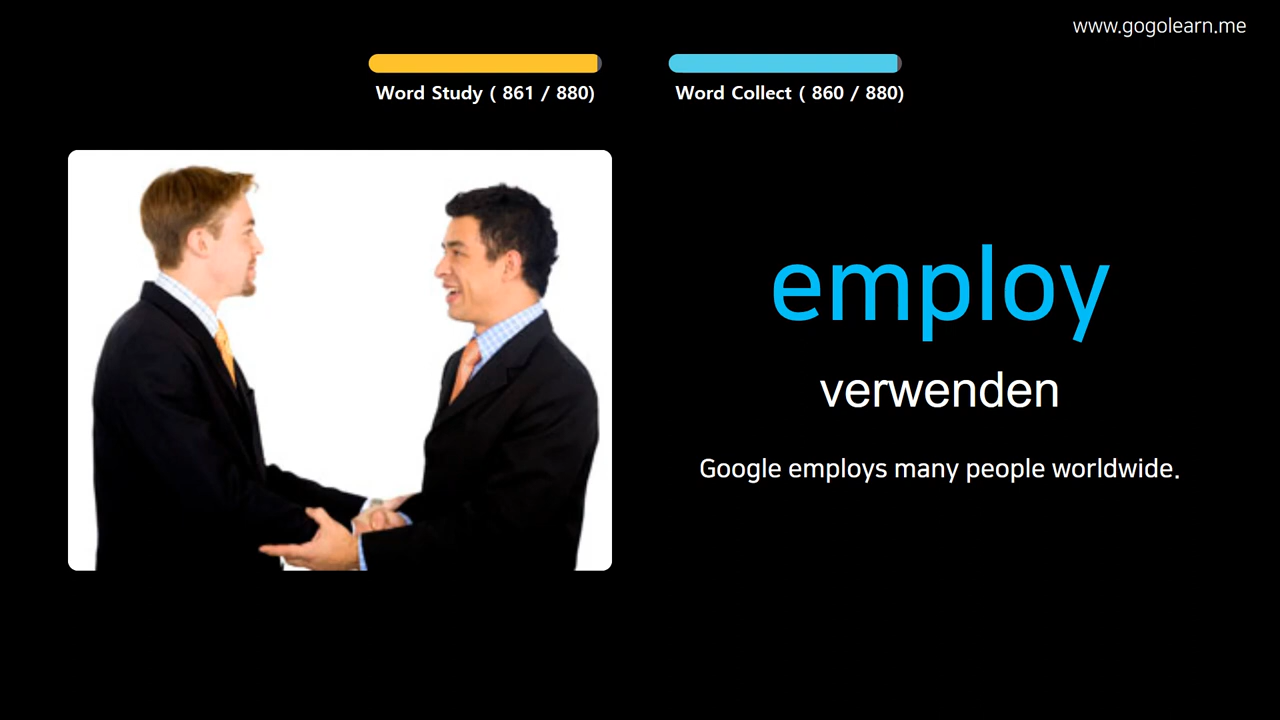 www.gogolearn.me
Word Study ( 861 / 880)
Word Collect ( 860 / 880)
employ
verwenden
Google employs many people worldwide.